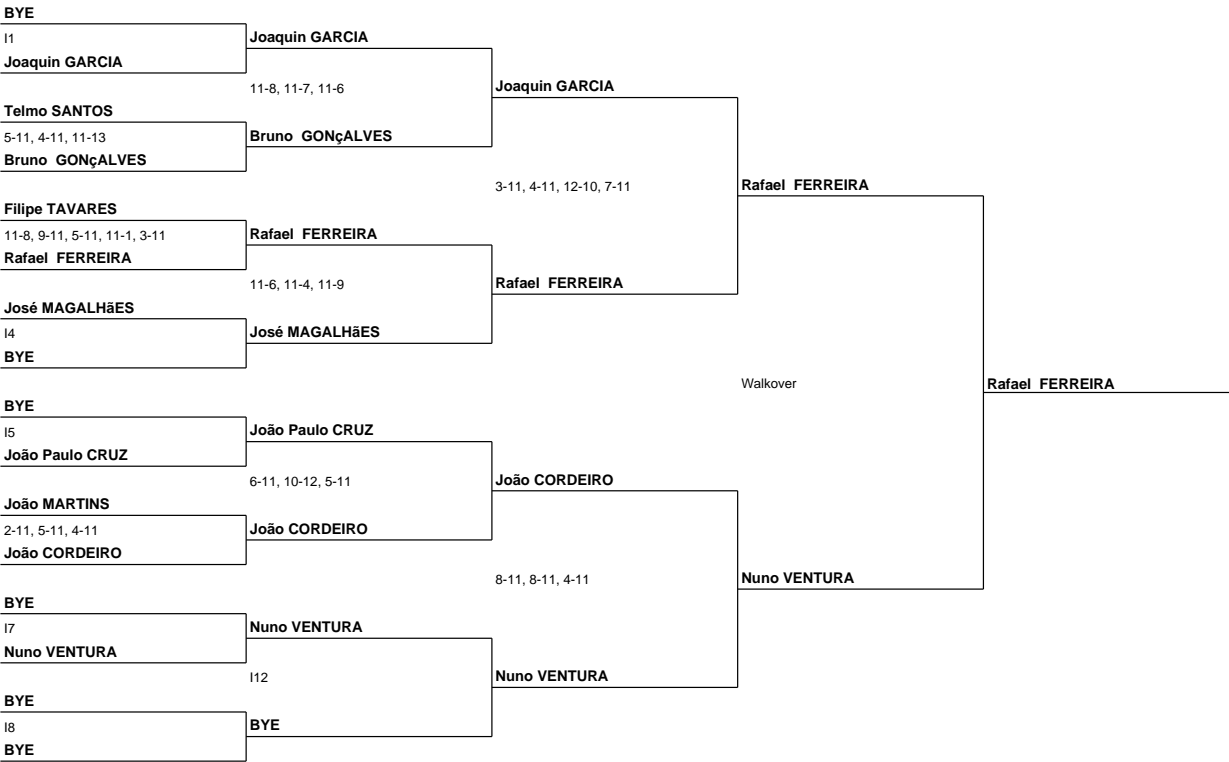 BYE
I1
Joaquin GARCIA
Joaquin GARCIA
11-8, 11-7, 11-6
Joaquin GARCIA
Telmo SANTOS
5-11, 4-11, 11-13
Bruno  GONçALVES
Bruno  GONçALVES
3-11, 4-11, 12-10, 7-11
Rafael  FERREIRA
Filipe TAVARES
11-8, 9-11, 5-11, 11-1, 3-11
Rafael  FERREIRA
Rafael  FERREIRA
11-6, 11-4, 11-9
Rafael  FERREIRA
José MAGALHãES
I4
José MAGALHãES
BYE
Walkover
Rafael  FERREIRA
BYE
I5
João Paulo CRUZ
João Paulo CRUZ
6-11, 10-12, 5-11
João CORDEIRO
João MARTINS
2-11, 5-11, 4-11
João CORDEIRO
João CORDEIRO
8-11, 8-11, 4-11
Nuno VENTURA
BYE
I7
Nuno VENTURA
Nuno VENTURA
I12
Nuno VENTURA
BYE
I8
BYE
BYE